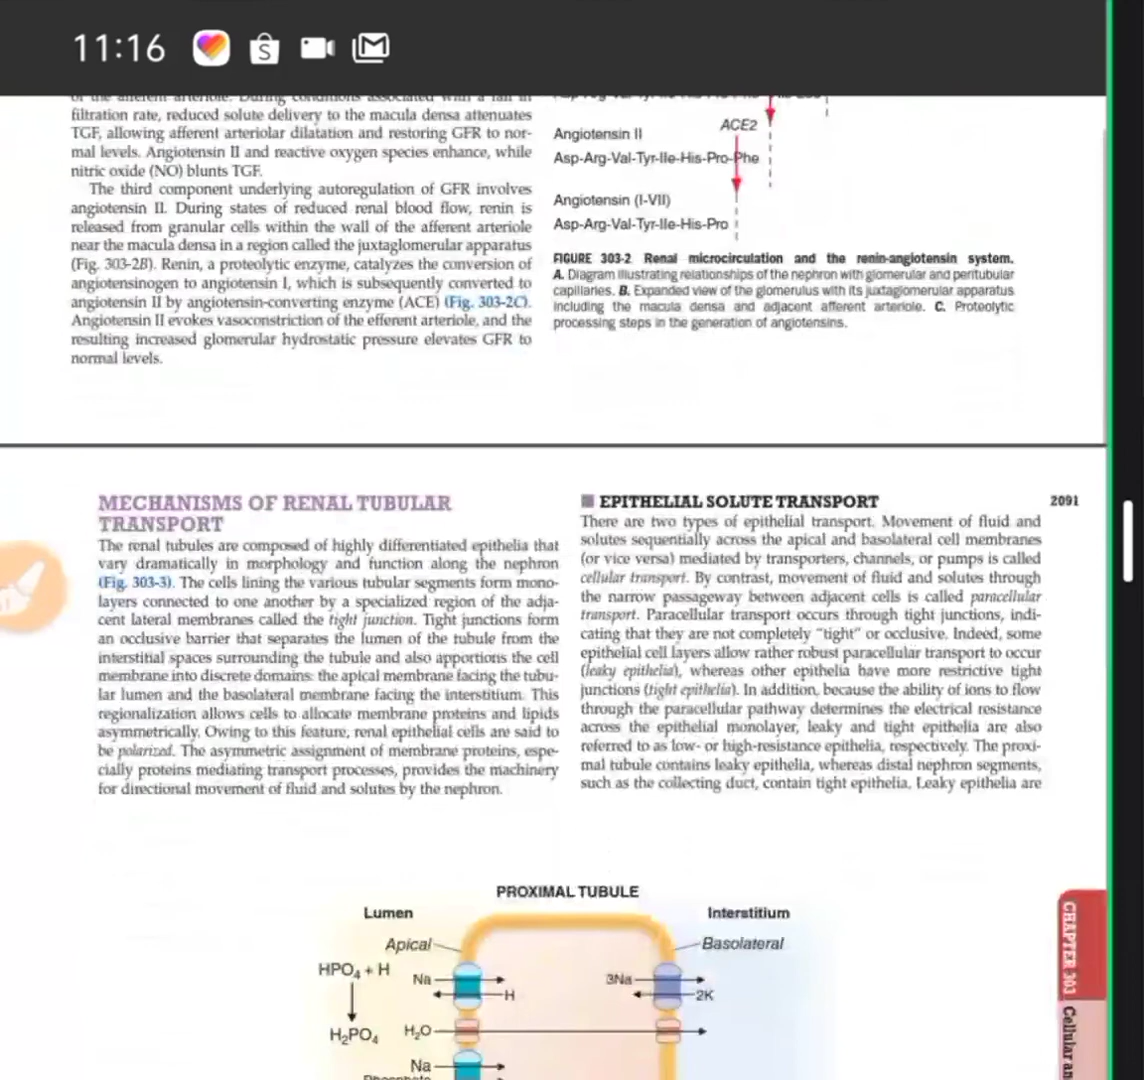 11:16
of the afferent arteriole. During conditions associated with a fall in
filtration rate, reduced solute delivery to the macula densa attenuates
TGF, allowing afferent arteriolar dilatation and restoring GFR to nor-
mal levels. Angiotensin II and reactive oxygen species enhance, while
nitric oxide (NO) blunts TGF.
The third component underlying autoregulation of GFR involves
angiotensin II. During states of reduced renal blood flow, renin is
released from granular cells within the wall of the afferent arteriole
near the macula densa in a region called the juxtaglomerular apparatus
(Fig. 303-2B). Renin, a proteolytic enzyme, catalyzes the conversion of
angiotensinogen to angiotensin I, which is subsequently converted to
angiotensin II by angiotensin-converting enzyme (ACE) (Fig. 303-2C).
Angiotensin II evokes vasoconstriction of the efferent arteriole, and the
resulting increased glomerular hydrostatic pressure elevates GFR to
normal levels.
ACE2
Angiotensin II
Asp-Arg-Val-Tyr-Ile-His-Pro-Phe
Angiotensin (I-VII)
Asp-Arg-Val-Tyr-Ile-His-Pro
FIGURE 303-2 Renal microcirculation and the renin-angiotensin system.
A. Diagram illustrating relationships of the nephron with glomerular and peritubular
capillaries. B. Expanded view of the glomerulus with its juxtaglomerular apparatus
including the macula densa and adjacent afferent arteriole. C. Proteolytic
processing steps in the generation of angiotensins.
MECHANISMS OF RENAL TUBULAR
TRANSPORT
The renal tubules are composed of highly differentiated epithelia that
vary dramatically in morphology and function along the nephron
(Fig. 303-3). The cells lining the various tubular segments form mono-
layers connected to one another by a specialized region of the adja-
cent lateral membranes called the tight junction. Tight junctions form
an occlusive barrier that separates the lumen of the tubule from the
interstitial spaces surrounding the tubule and also apportions the cell
membrane into discrete domains: the apical membrane facing the tubu-
lar lumen and the basolateral membrane facing the interstitium. This
regionalization allows cells to allocate membrane proteins and lipids
asymmetrically. Owing to this feature, renal epithelial cells are said to
be polarized. The asymmetric assignment of membrane proteins, espe-
cially proteins mediating transport processes, provides the machinery
for directional movement of fluid and solutes by the nephron.
EPITHELIAL SOLUTE TRANSPORT
2091
There are two types of epithelial transport. Movement of fluid and
solutes sequentially across the apical and basolateral cell membranes
(or vice versa) mediated by transporters, channels, or pumps is called
cellular transport. By contrast, movement of fluid and solutes through
the narrow passageway between adjacent cells is called paracellular
transport. Paracellular transport occurs through tight junctions, indi-
cating that they are not completely "tight" or occlusive. Indeed, some
epithelial cell layers allow rather robust paracellular transport to occur
(leaky epithelia), whereas other epithelia have more restrictive tight
junctions (tight epithelia). In addition, because the ability of ions to flow
through the paracellular pathway determines the electrical resistance
across the epithelial monolayer, leaky and tight epithelia are also
referred to as low- or high-resistance epithelia, respectively. The proxi-
mal tubule contains leaky epithelia, whereas distal nephron segments,
such as the collecting duct, contain tight epithelia. Leaky epithelia are
PROXIMAL TUBULE
Lumen
Interstitium
Apical
Basolateral
HPO4 + H
Na
H
3Na
2K
H2PO4
H2O
Na
CHAPTER 303 Cellular an